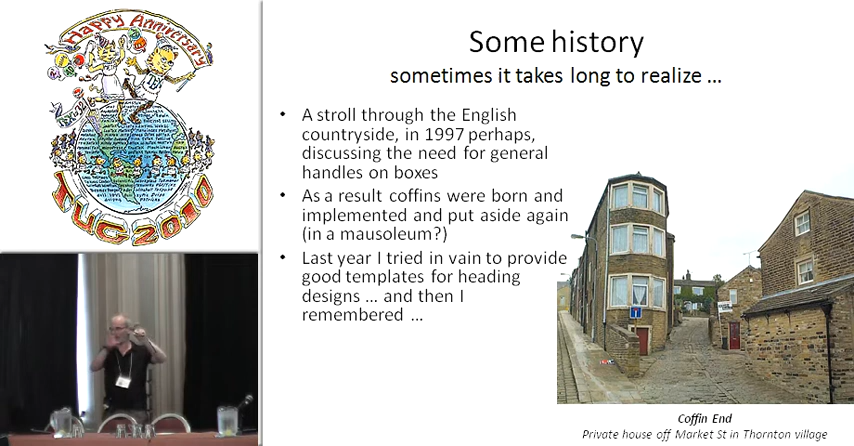 Happy Anniversary
TUG 2010
Some history
sometimes it takes long to realize ...
• A stroll through the English
countryside, in 1997 perhaps,
discussing the need for general
handles on boxes
• As a result coffins were born and
implemented and put aside again
(in a mausoleum?)
• Last year I tried in vain to provide
good templates for heading
designs ... and then I
remembered ...
Coffin End
Private house off Market St in Thornton village